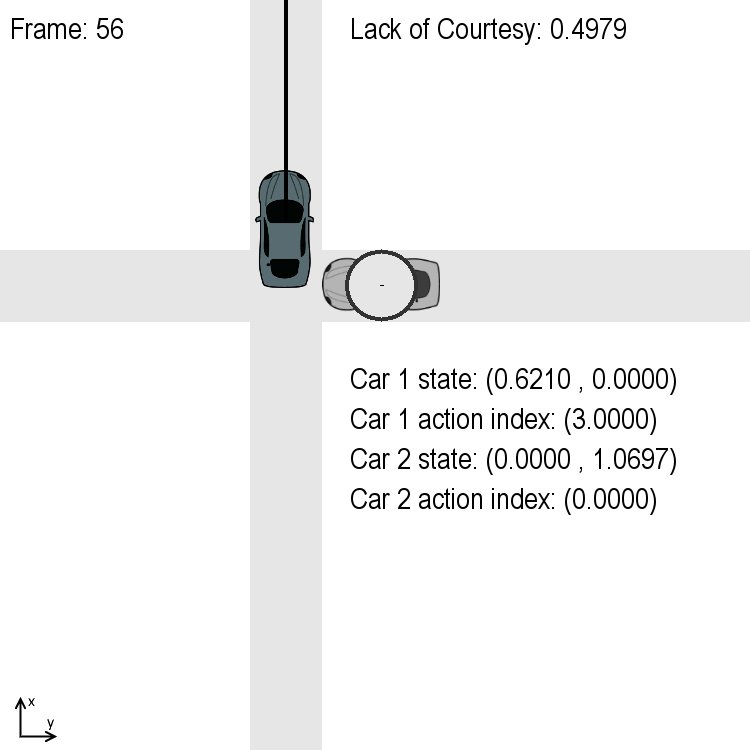 Frame: 56
Lack of Courtesy: 0.4979
Car 1 state: (0.6210 , 0.0000)
Car 1 action index: (3.0000)
Car 2 state: (0.0000 , 1.0697)
Car 2 action index: (0.0000)
x
y